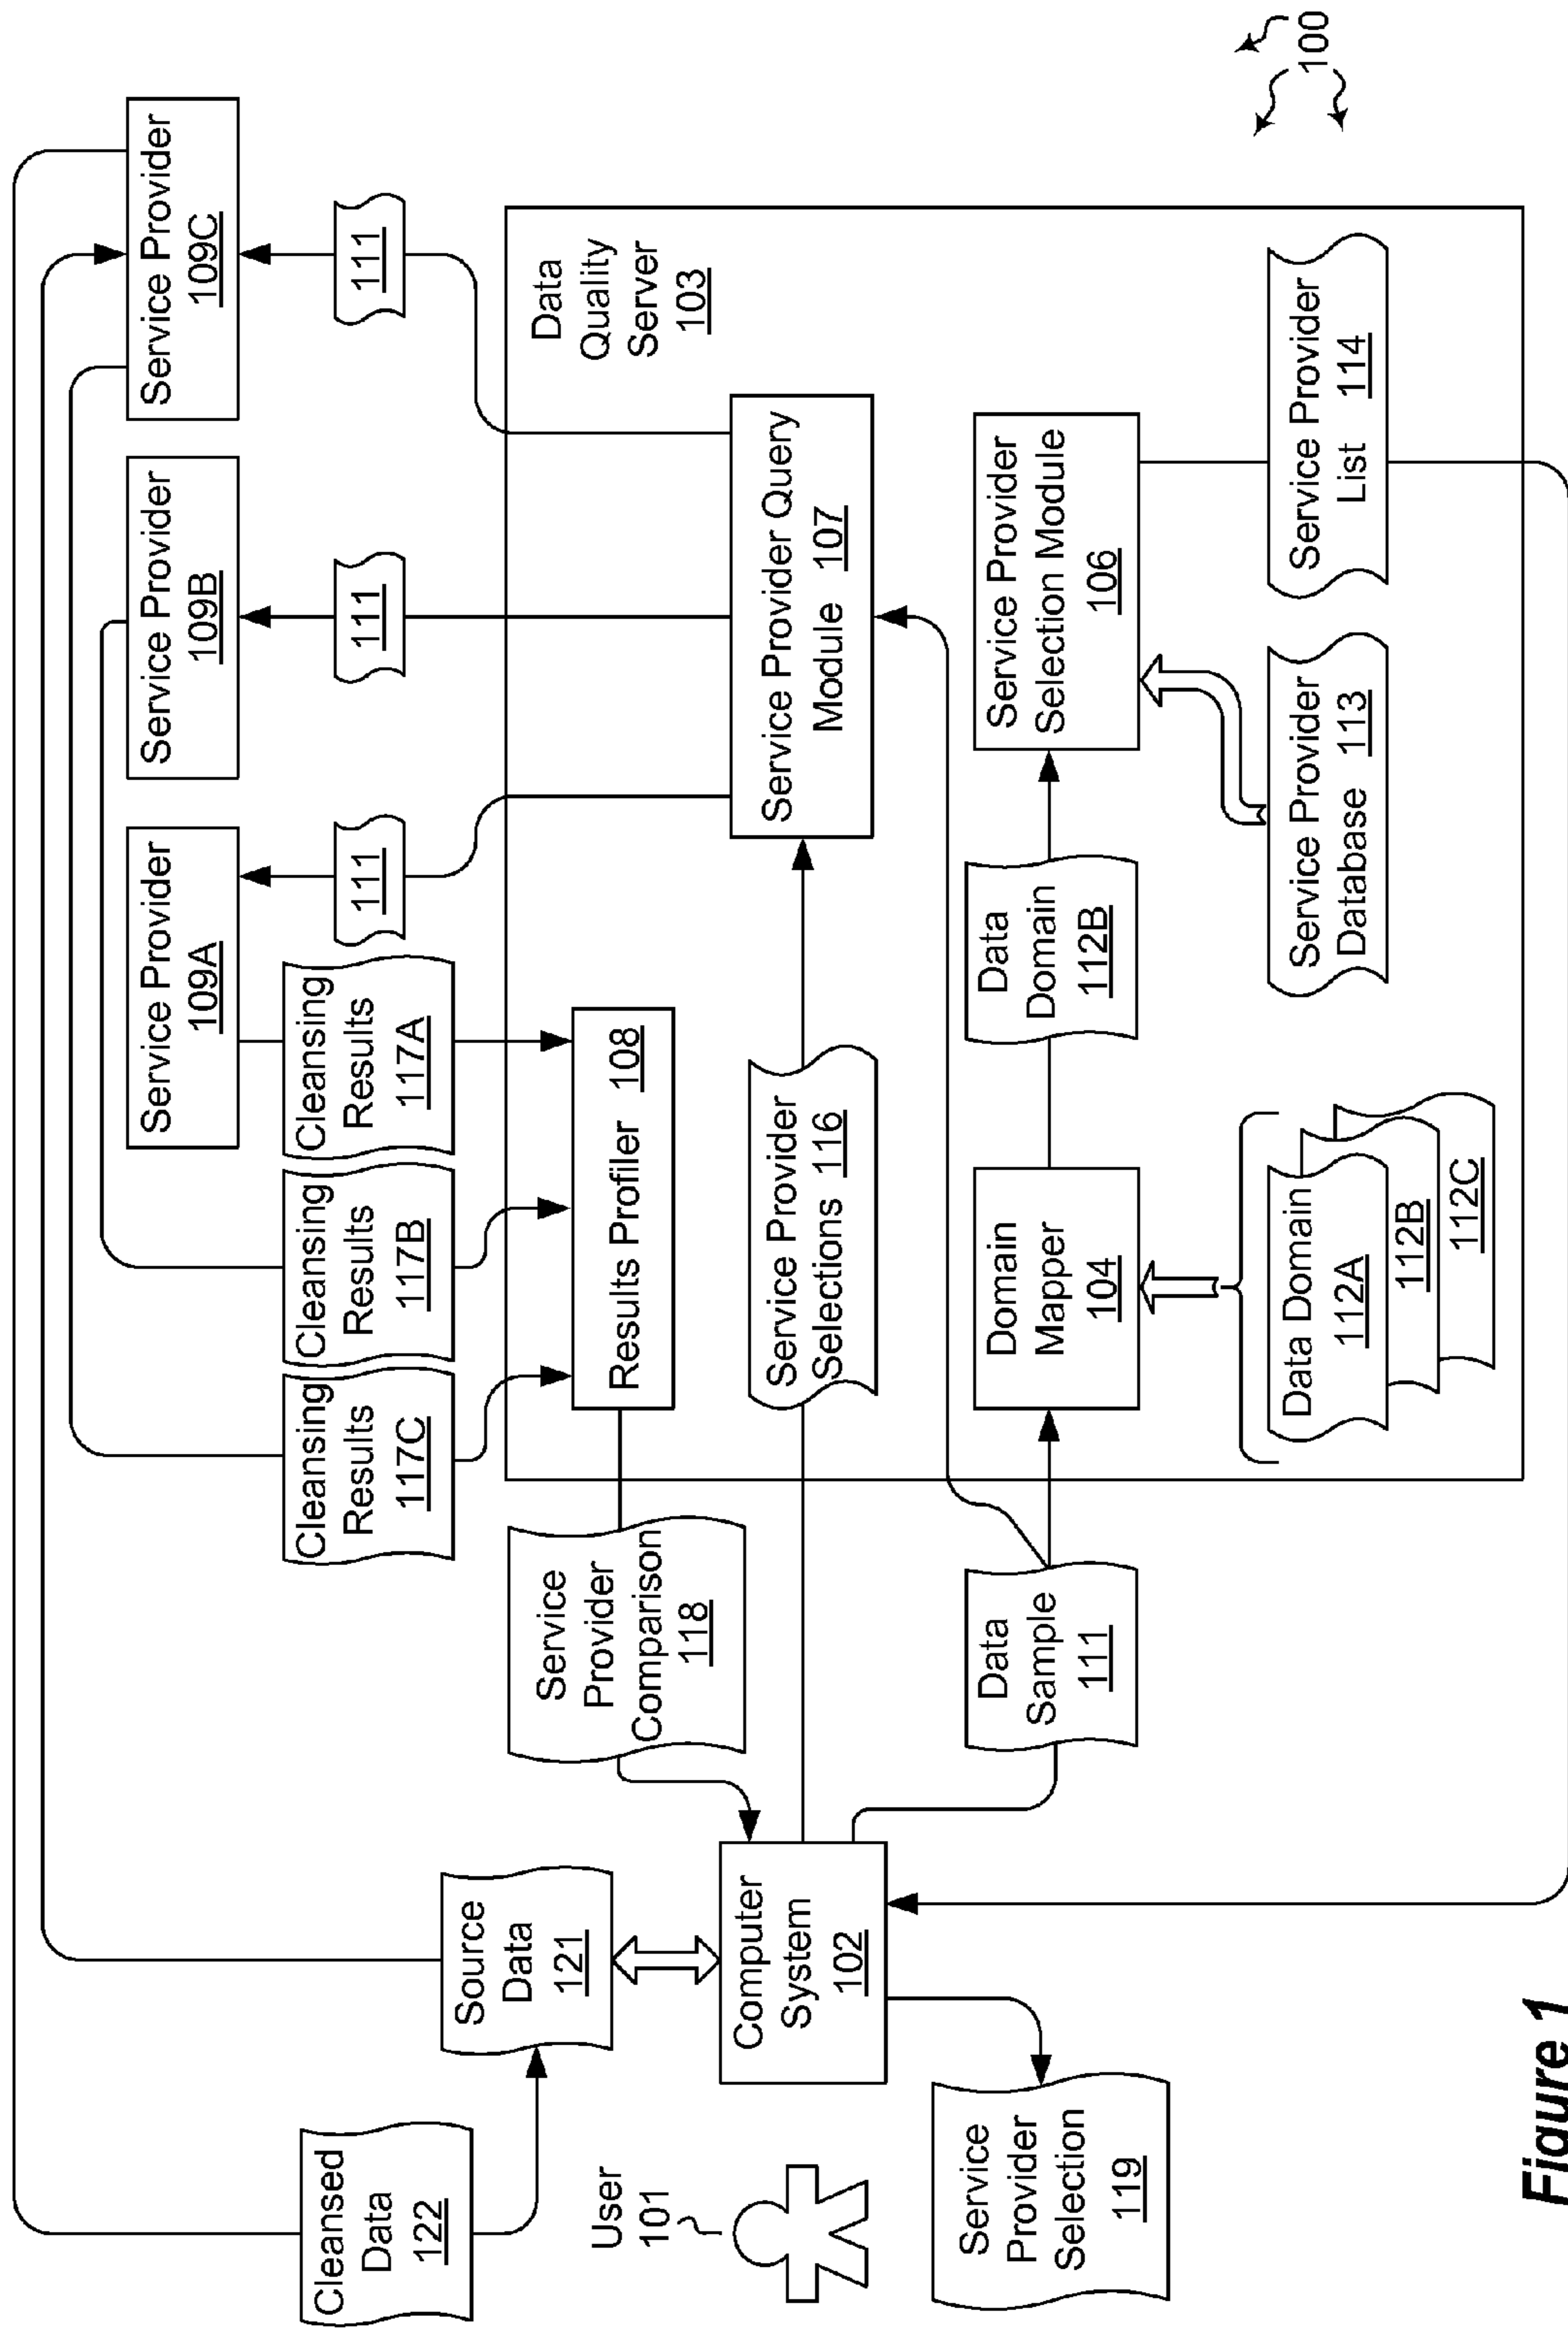 Cleansed
Data
122
Source
Data
121
User
101
Computer
System
102
Service
Provider
Selection
119
Service
Provider
Comparison
118
Data
Sample
111
Cleansing
Results
117C
Cleansing
Results
117B
Cleansing
Results
117A
Service Provider
109A
Service Provider
109B
Service Provider
109C
111
111
111
Data
Quality
Server
103
Results Profiler 108
Service Provider
Selections 116
Service Provider Query
Module 107
Domain
Mapper
104
Data
Domain
112B
Service Provider
Selection Module
106
Data Domain
112A
112B
112C
Service Provider
Database 113
Service Provider
List 114
100
Figure 1